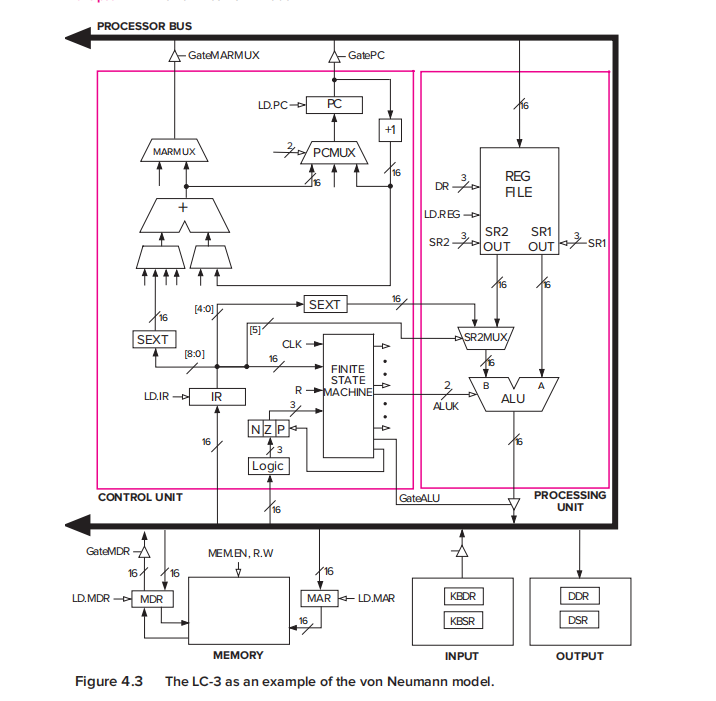 PROCESSOR BUS
GateMARMUX
GatePC
LD.PC
PC
+1
16
MARMUX
2
PCMUX
16
16
REG
FILE
DR
3
LD.REG
SR2
3
SR2
OUT
SR1
OUT
3
SR1
+
16
16
16
[4:0]
SEXT
16
SEXT
[5]
SR2MUX
[8:0]
CLK
16
FINITE
STATE
MACHINE
16
B
A
ALU
2
ALUK
LD.IR
IR
R
3
N Z P
16
3
Logic
16
16
CONTROL UNIT
GateALU
PROCESSING
UNIT
GateMDR
MEM.EN, R.W
16
16
16
LD.MDR
MDR
MAR
LD.MAR
16
KBDR
KBSR
DDR
DSR
MEMORY
INPUT
OUTPUT
Figure 4.3 The LC-3 as an example of the von Neumann model.